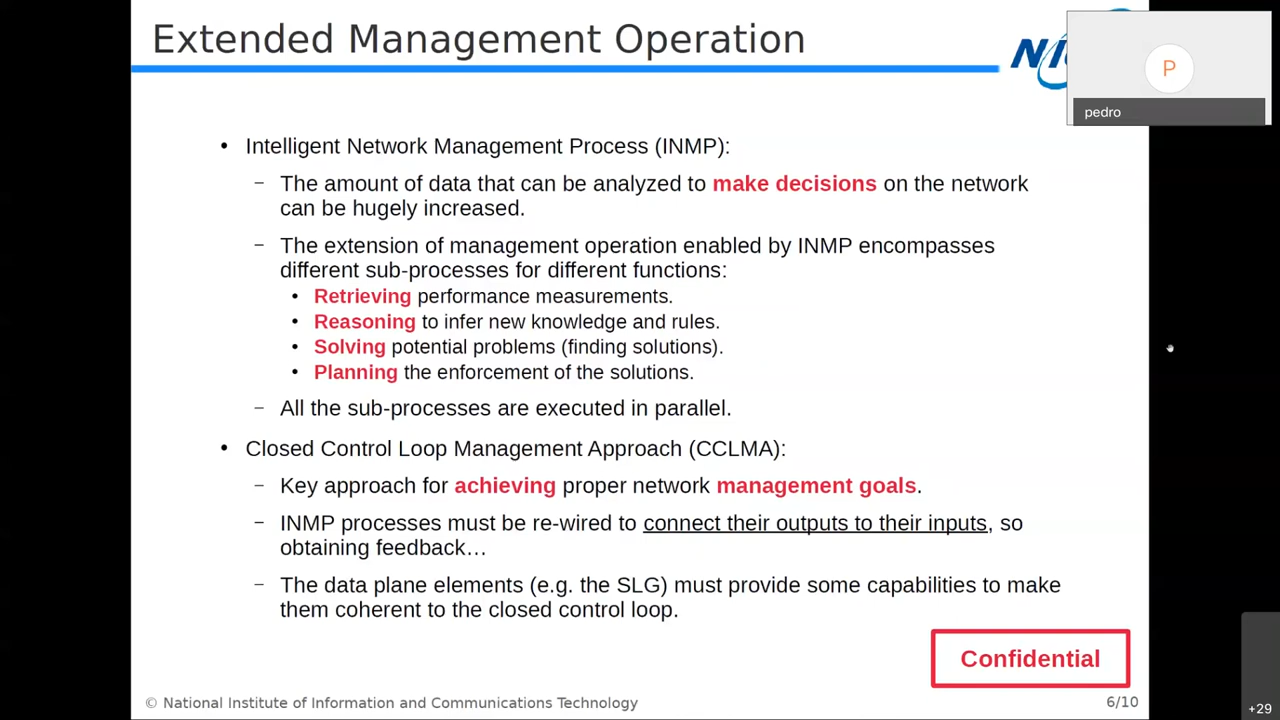 Extended Management Operation
P
pedro
• Intelligent Network Management Process (INMP):
– The amount of data that can be analyzed to make decisions on the network
can be hugely increased.
– The extension of management operation enabled by INMP encompasses
different sub-processes for different functions:
• Retrieving performance measurements.
• Reasoning to infer new knowledge and rules.
• Solving potential problems (finding solutions).
• Planning the enforcement of the solutions.
– All the sub-processes are executed in parallel.
• Closed Control Loop Management Approach (CCLMA):
– Key approach for achieving proper network management goals.
– INMP processes must be re-wired to connect their outputs to their inputs, so
obtaining feedback…
– The data plane elements (e.g. the SLG) must provide some capabilities to make
them coherent to the closed control loop.
Confidential
© National Institute of Information and Communications Technology
6/10
+29